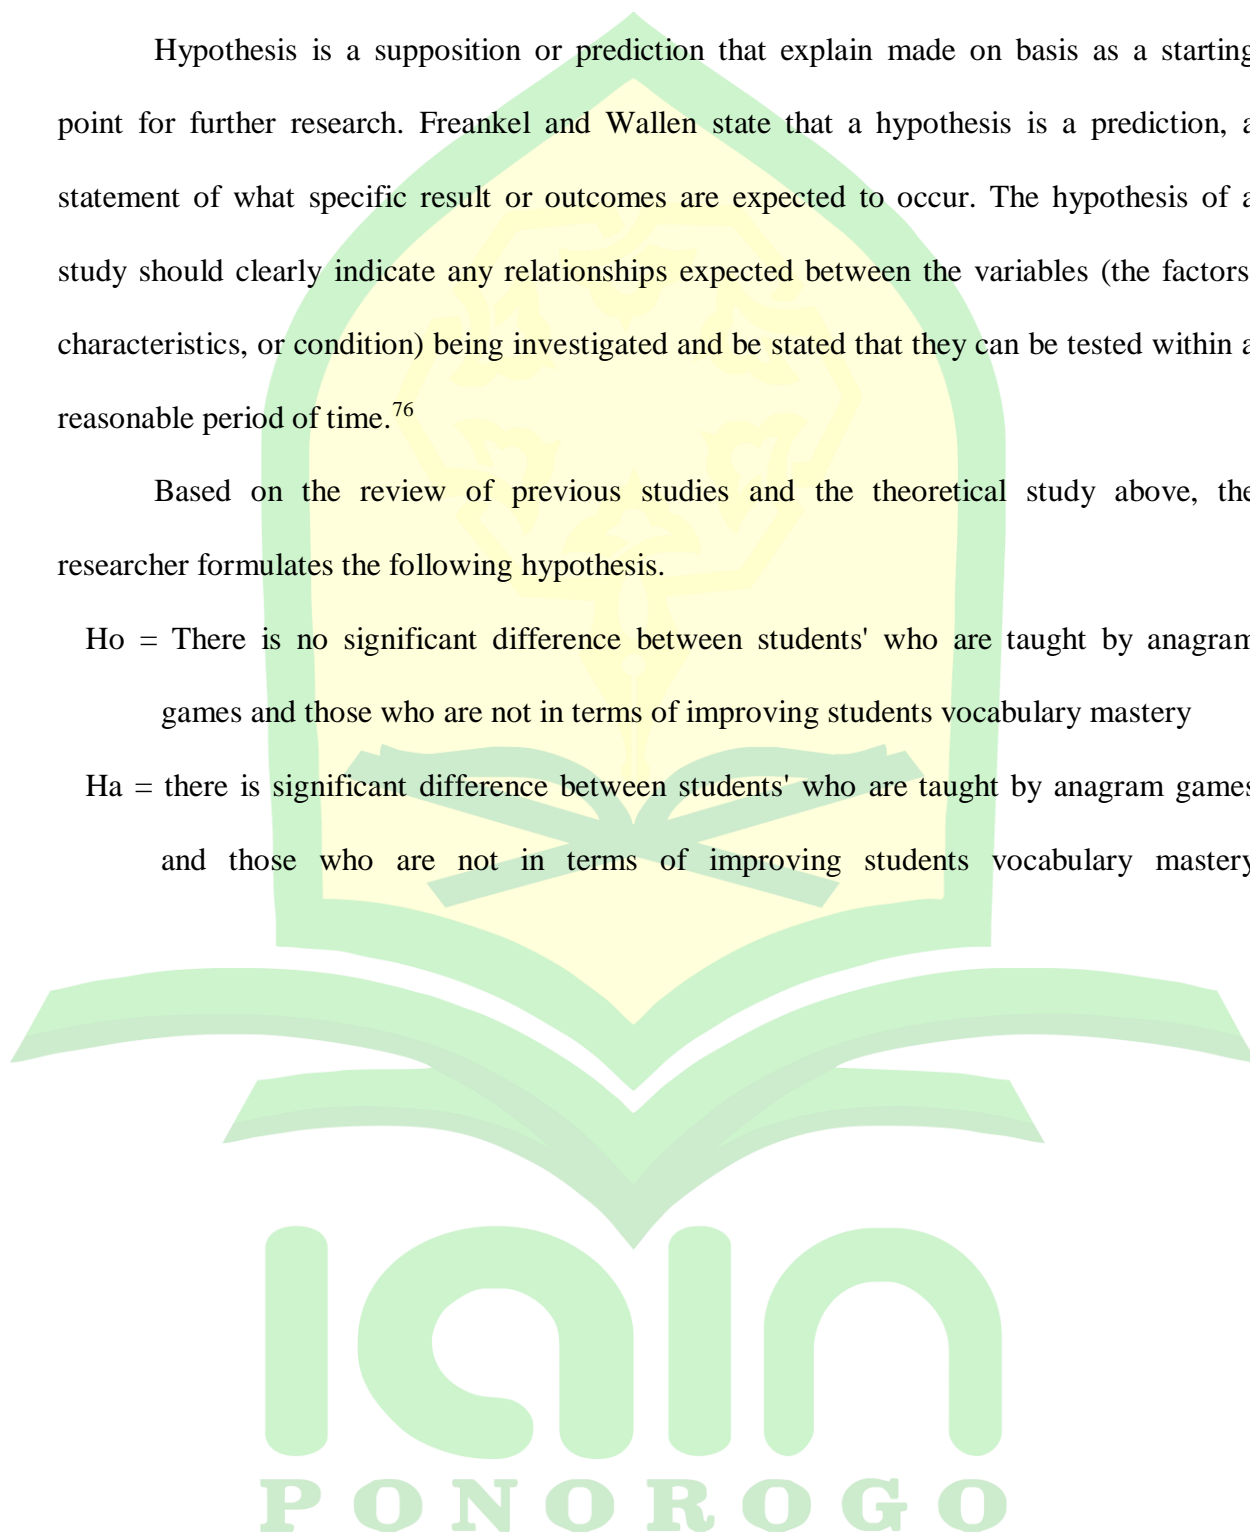 Hypothesis is a supposition or prediction that explain made on basis as a starting
point for further research. Freankel and Wallen state that a hypothesis is a prediction, a
statement of what specific result or outcomes are expected to occur. The hypothesis of a
study should clearly indicate any relationships expected between the variables (the factors
characteristics, or condition) being investigated and be stated that they can be tested within a
reasonable period of time.76
Based on the review of previous studies and the theoretical study above, the
researcher formulates the following hypothesis.
Ho = There is no significant difference between students' who are taught by anagram
games and those who are not in terms of improving students vocabulary mastery
Ha = there is significant difference between students' who are taught by anagram games
and those who are not in terms of improving students vocabulary mastery
iain
PONOROGO